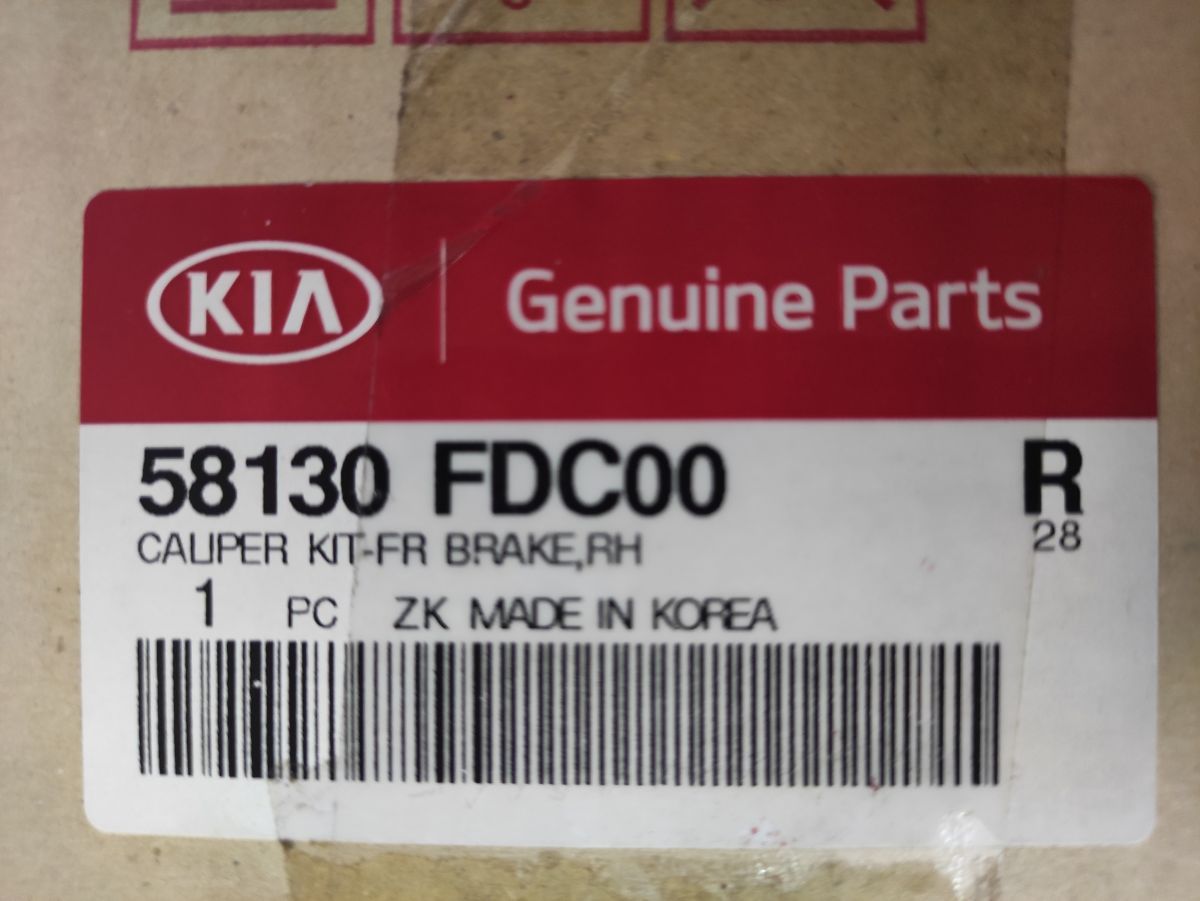 KIA Genuine Parts
58130 FDC00 R
CALIPER KIT-FR BRAKE,RH 28
1 PC ZK MADE IN KOREA